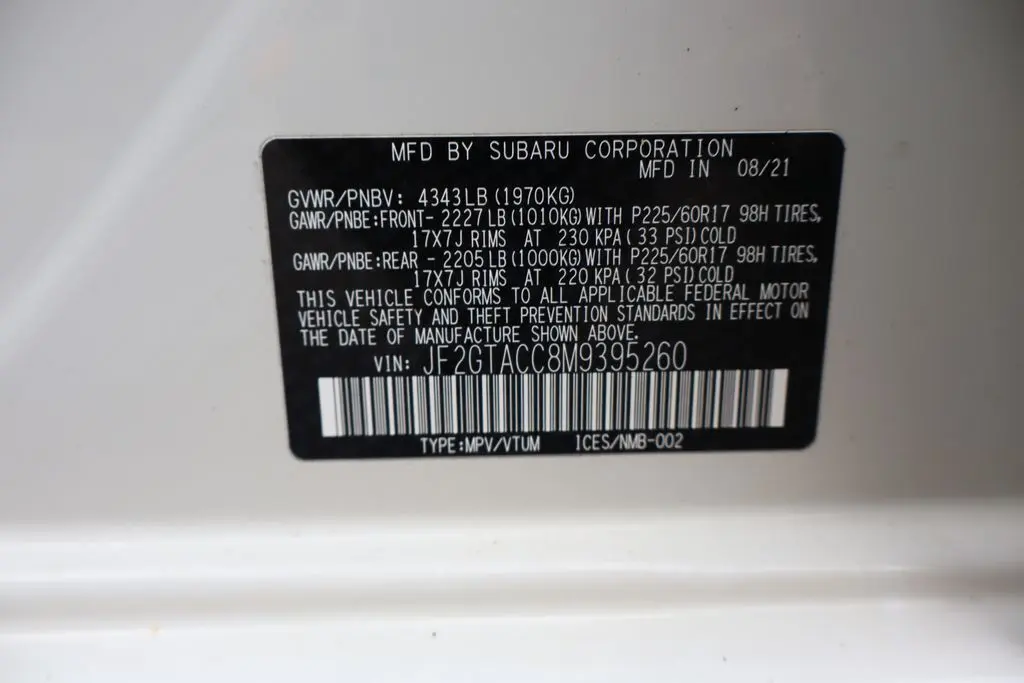 MFD BY SUBARU CORPORATION
MFD IN 08/21
GVWR/PNBV: 4343LB (1970KG)
GAWR/PNBE:FRONT- 2227 LB (1010KG) WITH P225/60R17 98H TIRES,
17X7J RIMS AT 230 KPA ( 33 PSI) COLD
GAWR/PNBE:REAR - 2205 LB (1000KG) WITH P225/60R17 98H TIRES,
17X7J RIMS AT 220 KPA ( 32 PSI) COLD
THIS VEHICLE CONFORMS TO ALL APPLICABLE FEDERAL MOTOR
VEHICLE SAFETY AND THEFT PREVENTION STANDARDS IN EFFECT ON
THE DATE OF MANUFACTURE SHOWN ABOVE.
VIN: JF2GTACC8M9395260
TYPE:MPV/VTUM ICES/NMB-002